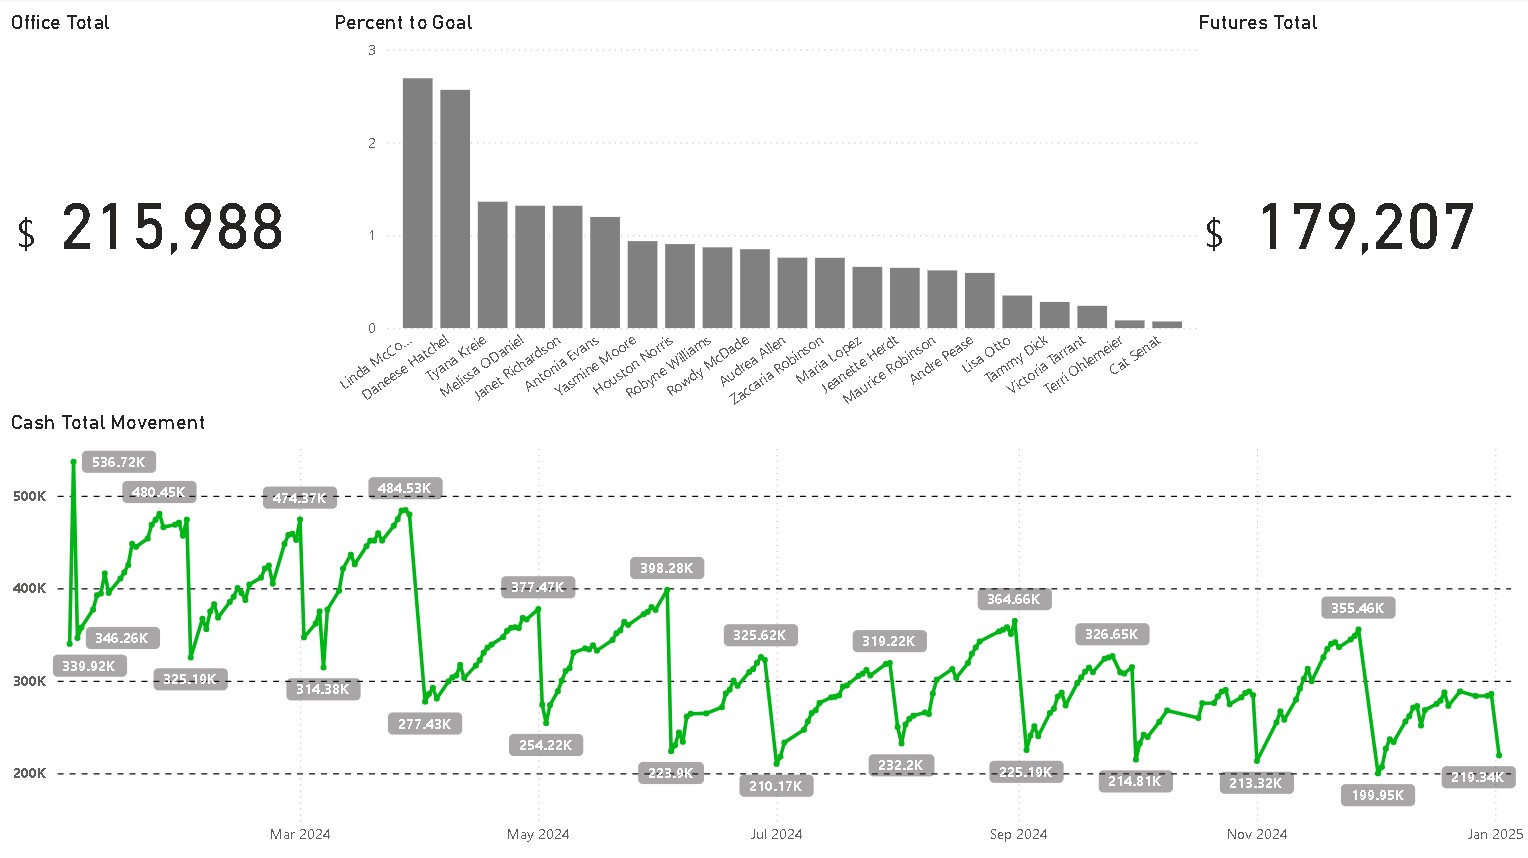 Office Total
Percent to Goal
Futures Total
3
2
1
0
$ 215,988
$ 179,207
Linda McCo...
Daneese Hatchel
Tyana Kreie
Melissa ODaniel
Janet Richardson
Antonia Evans
Yasmine Moore
Houston Norris
Robyne Williams
Rowdy McDade
Audrea Allen
Zaccaria Robinson
Maria Lopez
Jeanette Herdt
Maurice Robinson
Andre Pease
Lisa Otto
Tammy Dick
Victoria Tarrant
Terri Ohlemeier
Cat Senat
Cash Total Movement
500K
400K
300K
200K
536.72K
480.45K
474.37K
484.53K
377.47K
398.28K
364.66K
355.46K
325.62K
319.22K
326.65K
346.26K
339.92K
325.19K
314.38K
277.43K
254.22K
223.9K
210.17K
232.2K
225.19K
214.81K
213.32K
199.95K
219.34K
Mar 2024
May 2024
Jul 2024
Sep 2024
Nov 2024
Jan 2025